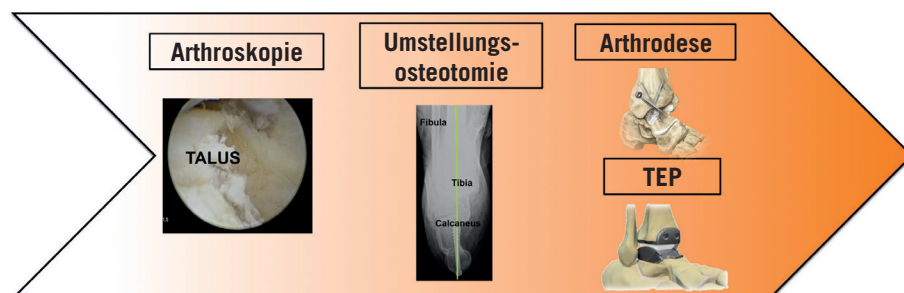 Arthroskopie
TALUS
Umstellungs-
osteotomie
Fibula
Tibia
Calcaneus
Arthrodese
TEP